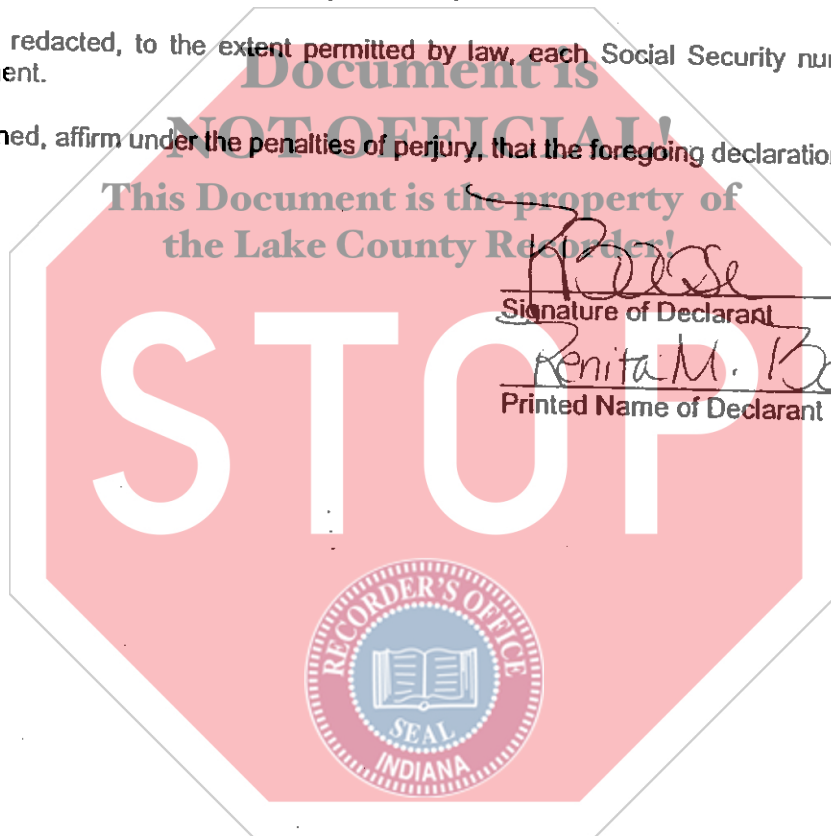 redacted, to the extent permitted by law, each Social Security nu
ent.
Document is
ned, affirm under the penalties of perjury, that the foregoing declaration
NOT OFFICIAL!
This Document is the property of
the Lake County Recorder!
Signature of Declarant
Renita M.
Printed Name of Declarant
STOP
RECORDER'S OFFICE
SEAL
INDIANA